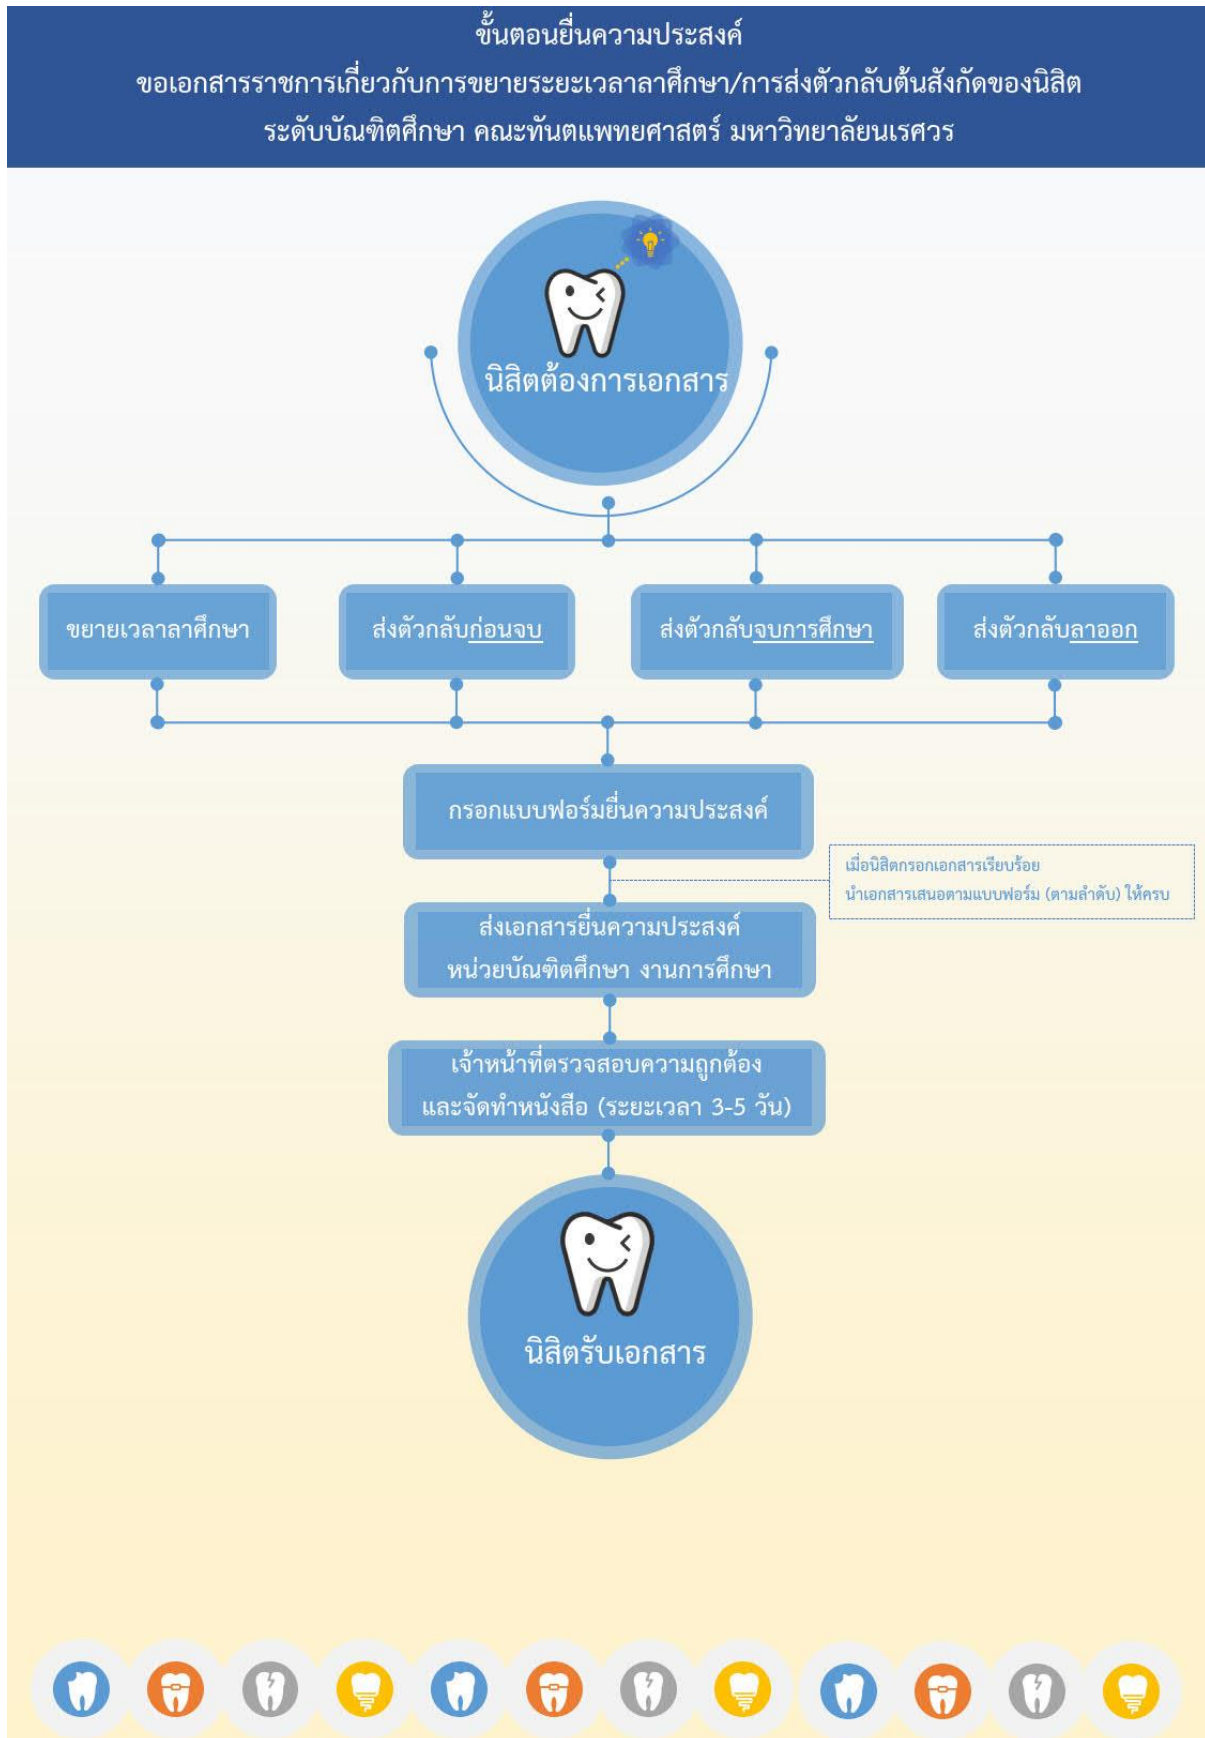 ขั้นตอนยื่นความประสงค์
ขอเอกสารราชการเกี่ยวกับการขยายระยะเวลาลาศึกษา/การส่งตัวกลับต้นสังกัดของนิสิต
ระดับบัณฑิตศึกษา คณะทันตแพทยศาสตร์ มหาวิทยาลัยนเรศวร
นิสิตต้องการเอกสาร
ขยายเวลาลาศึกษา
ส่งตัวกลับก่อนจบ
ส่งตัวกลับจบการศึกษา
ส่งตัวกลับลาออก
กรอกแบบฟอร์มยื่นความประสงค์
เมื่อนิสิตกรอกเอกสารเรียบร้อย
นำเอกสารเสนอตามแบบฟอร์ม (ตามลำดับ) ให้ครบ
ส่งเอกสารยื่นความประสงค์
หน่วยบัณฑิตศึกษา งานการศึกษา
เจ้าหน้าที่ตรวจสอบความถูกต้อง
และจัดทำหนังสือ (ระยะเวลา 3-5 วัน)
นิสิตรับเอกสาร